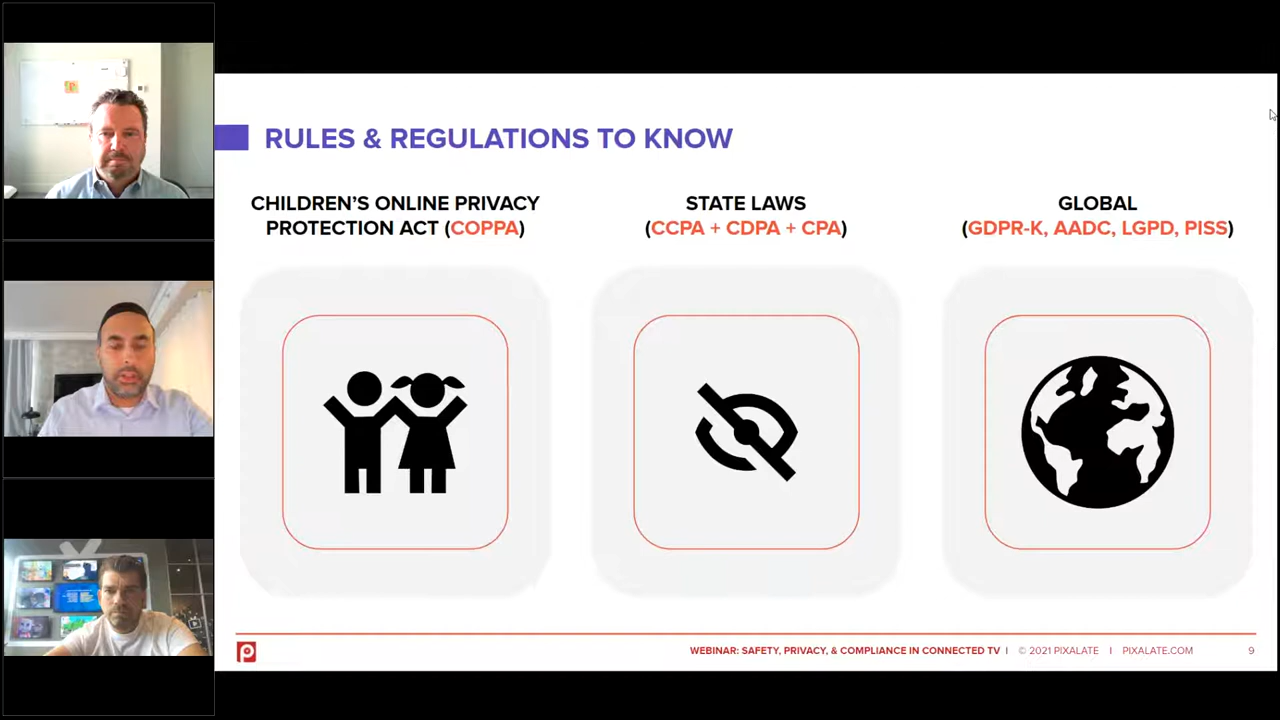 RULES & REGULATIONS TO KNOW
CHILDREN'S ONLINE PRIVACY
PROTECTION ACT (COPPA)
STATE LAWS
(CCPA + CDPA + CPA)
GLOBAL
(GDPR-K, AADC, LGPD, PISS)
WEBINAR: SAFETY, PRIVACY, & COMPLIANCE IN CONNECTED TV I © 2021 PIXALATE I PIXALATE.COM 9